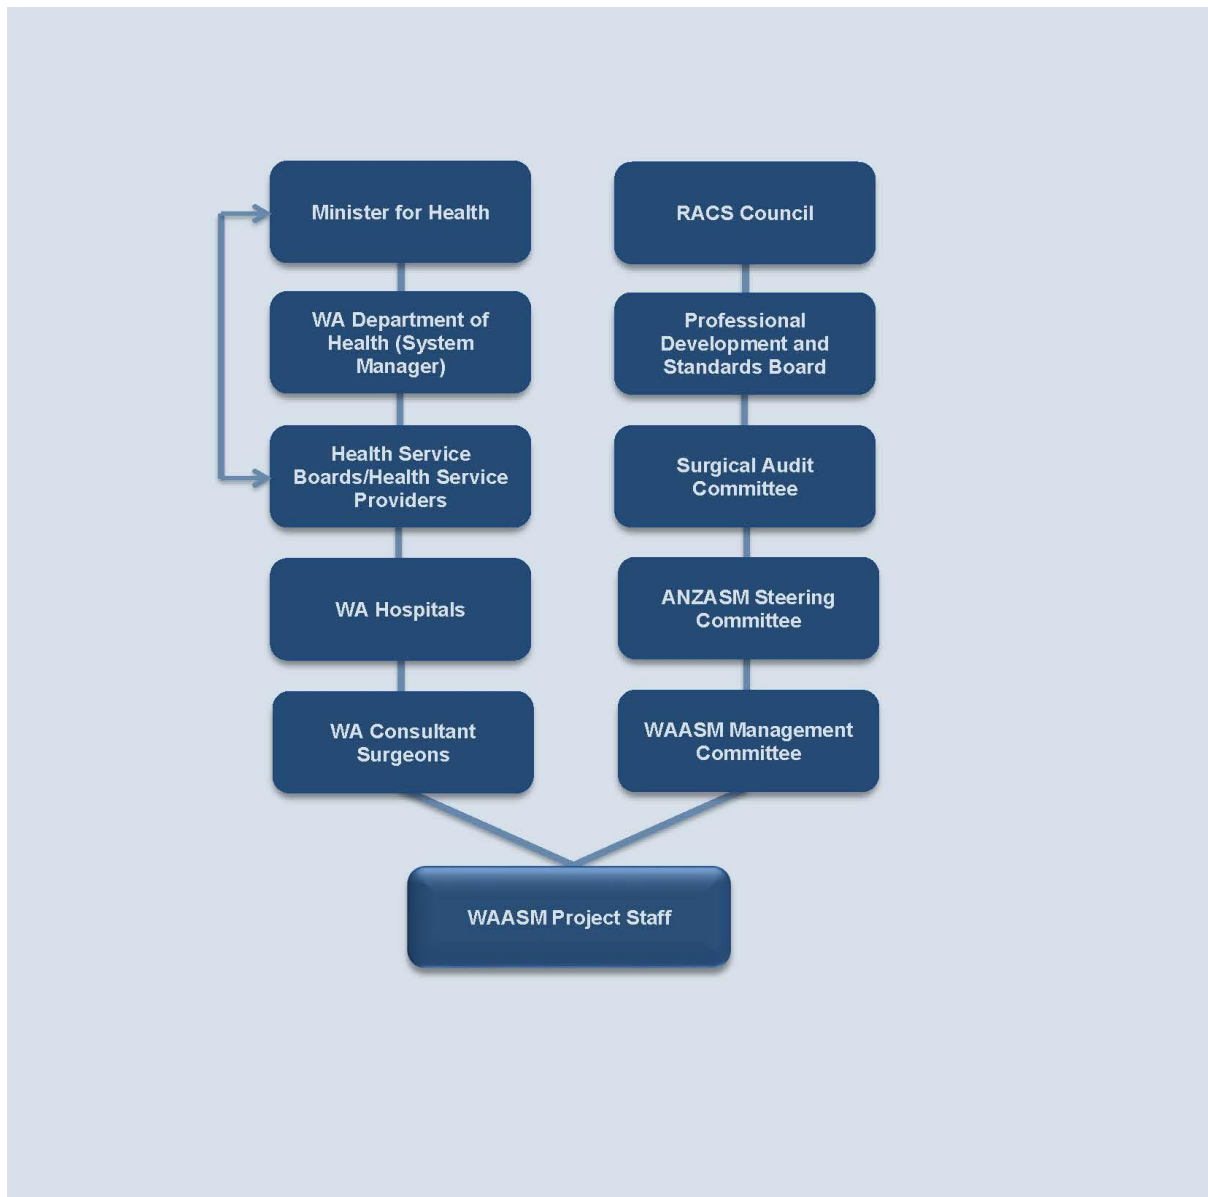 Minister for Health
WA Department of
Health (System
Manager)
Health Service
Boards/Health Service
Providers
WA Hospitals
WA Consultant
Surgeons
RACS Council
Professional
Development and
Standards Board
Surgical Audit
Committee
ANZASM Steering
Committee
WAASM Management
Committee
WAASM Project Staff